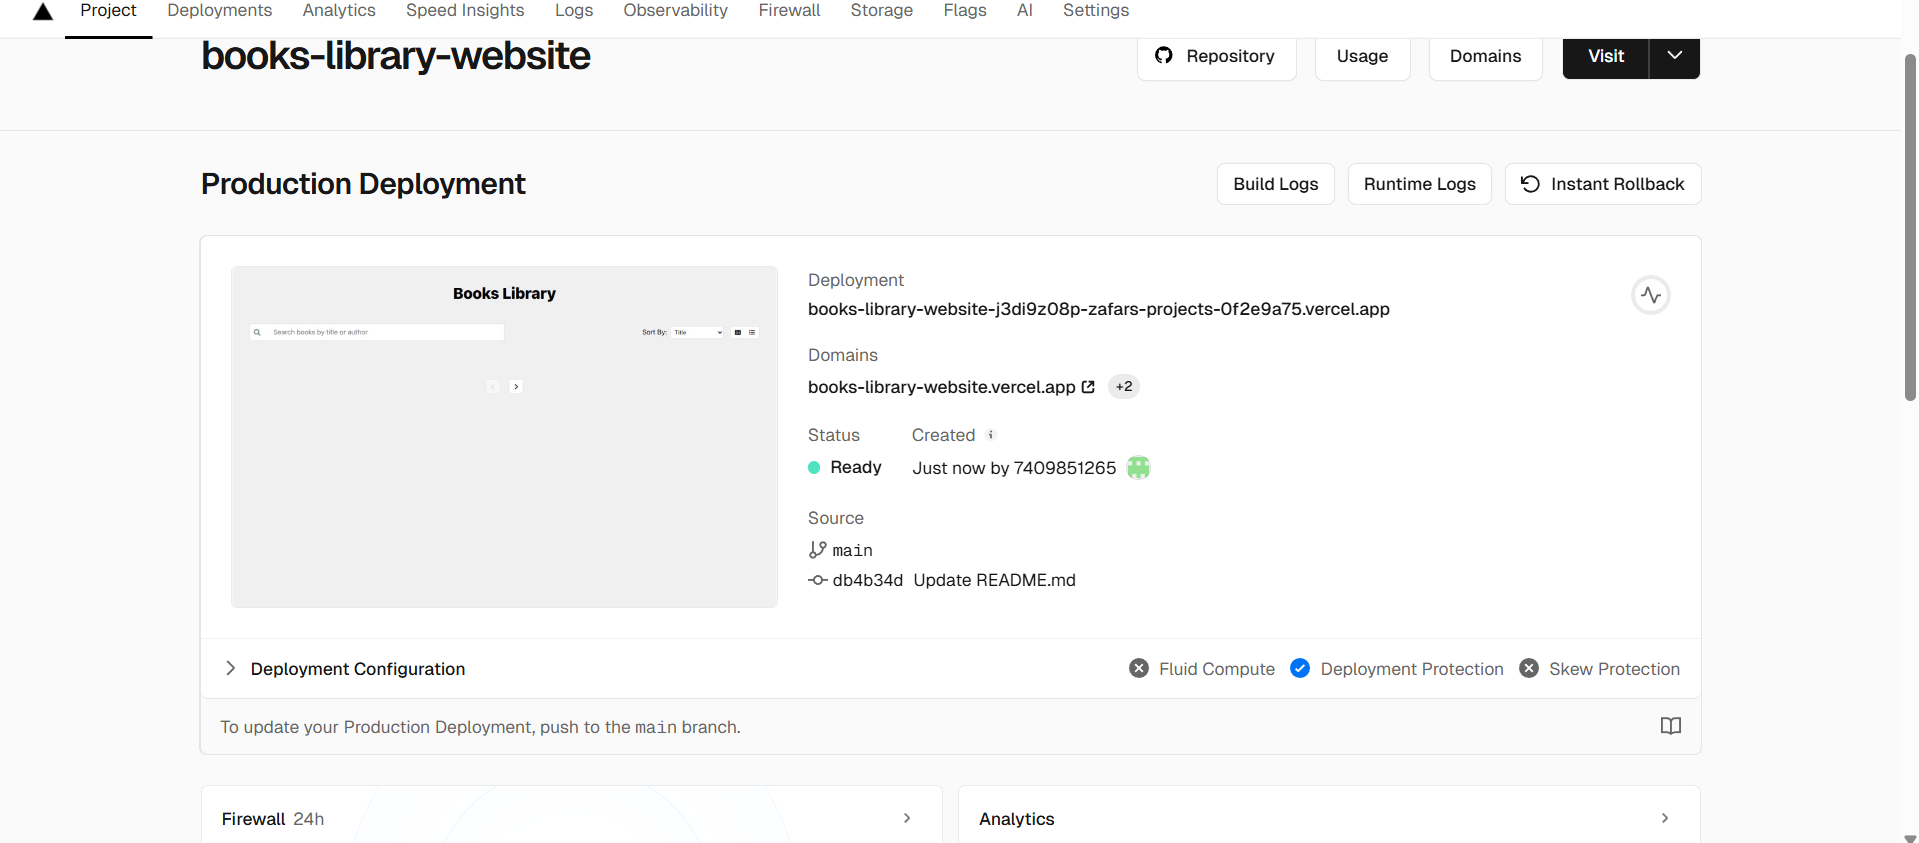 Project Deployments Analytics Speed Insights Logs Observability Firewall Storage Flags AI Settings
books-library-website
Repository Usage Domains Visit
Production Deployment
Build Logs Runtime Logs Instant Rollback
Books Library
Search books by title or author
Sort By: Title
Deployment
books-library-website-j3di9z08p-zafars-projects-0f2e9a75.vercel.app
Domains
books-library-website.vercel.app +2
Status Created
Ready Just now by 7409851265
Source
main
db4b34d Update README.md
Deployment Configuration Fluid Compute Deployment Protection Skew Protection
To update your Production Deployment, push to the main branch.
Firewall 24h
Analytics